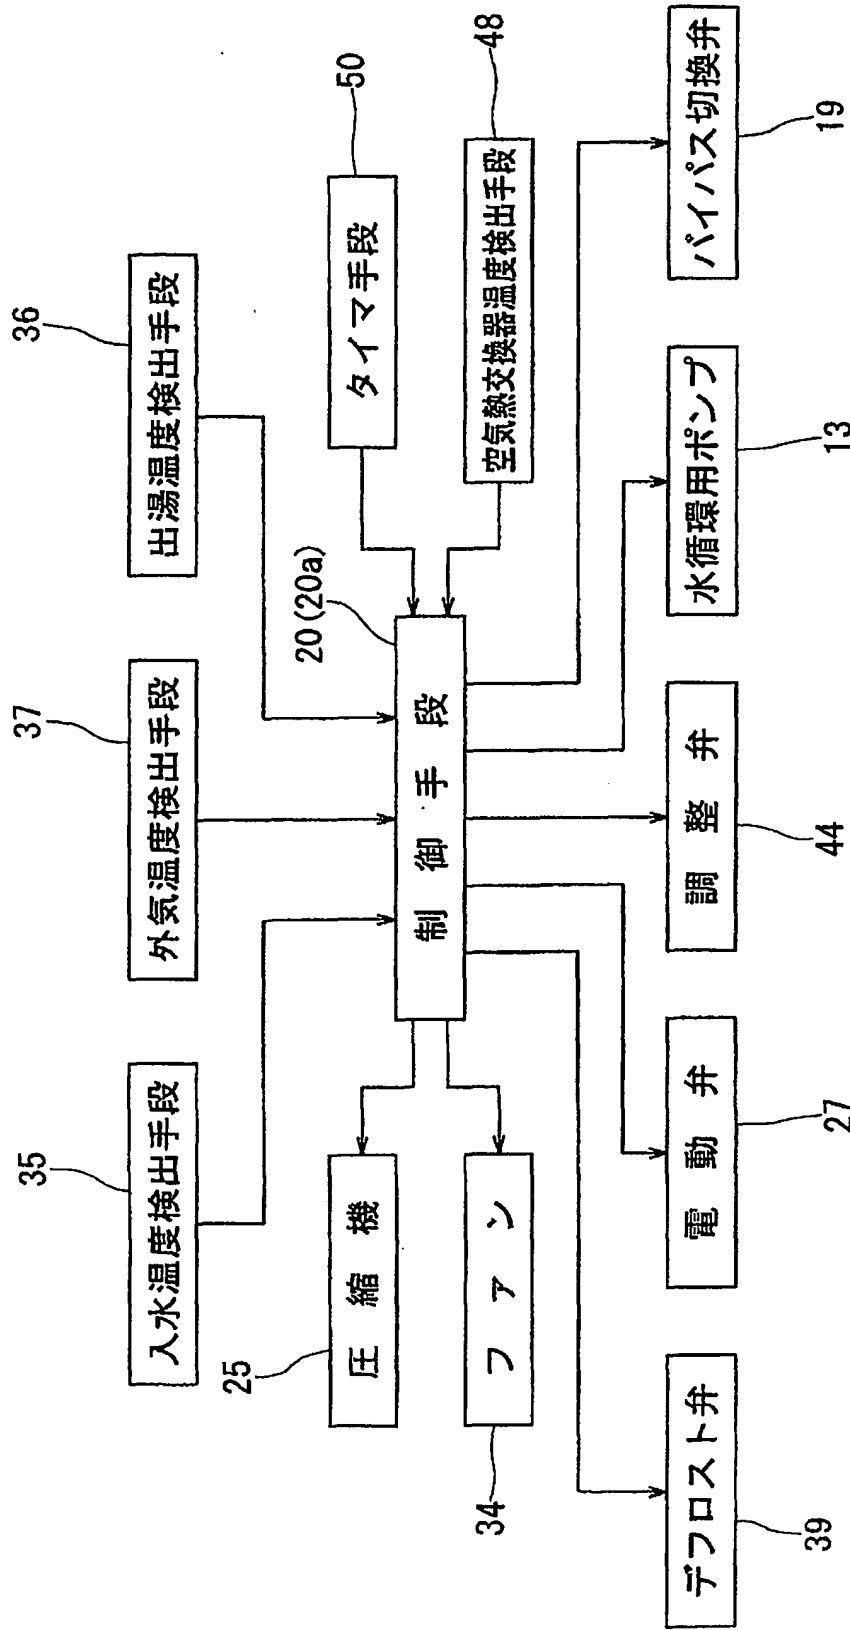 35
37
36
入水温度検出手段
外気温度検出手段
出湯温度検出手段
50
25
圧縮機
タイマ手段
20(20a)
制御手段
48
34
ファン
空気熱交換器温度検出手段
デフロスト弁
電動弁
調整弁
水循環用ポンプ
バイパス切換弁
39
27
44
13
19